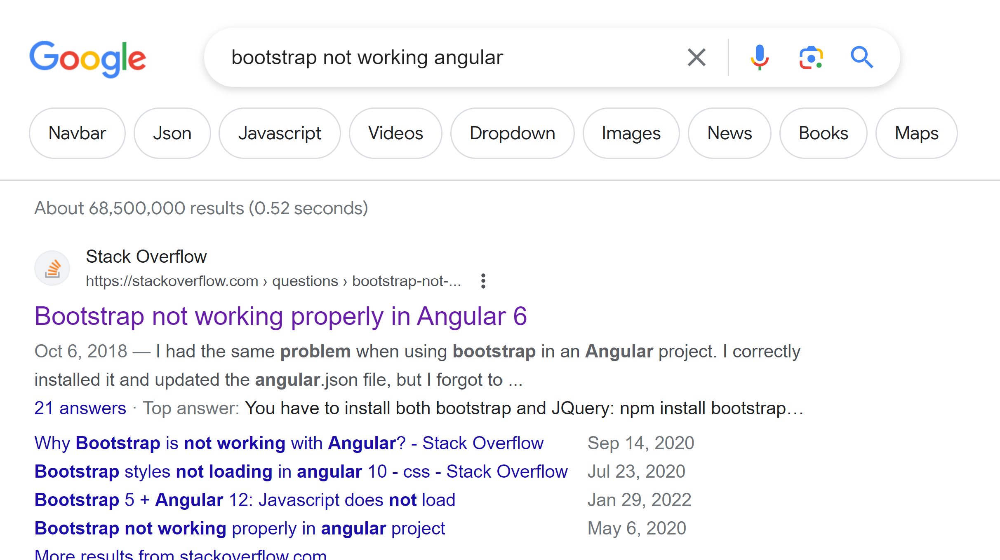 Google
bootstrap not working angular
Navbar Json Javascript Videos Dropdown Images News Books Maps
About 68,500,000 results (0.52 seconds)
Stack Overflow
https://stackoverflow.com › questions › bootstrap-not-...
Bootstrap not working properly in Angular 6
Oct 6, 2018 — I had the same problem when using bootstrap in an Angular project. I correctly
installed it and updated the angular.json file, but I forgot to ...
21 answers · Top answer: You have to install both bootstrap and JQuery: npm install bootstrap…
Why Bootstrap is not working with Angular? - Stack Overflow Sep 14, 2020
Bootstrap styles not loading in angular 10 - css - Stack Overflow Jul 23, 2020
Bootstrap 5 + Angular 12: Javascript does not load Jan 29, 2022
Bootstrap not working properly in angular project May 6, 2020
More results from stackoverflow.com